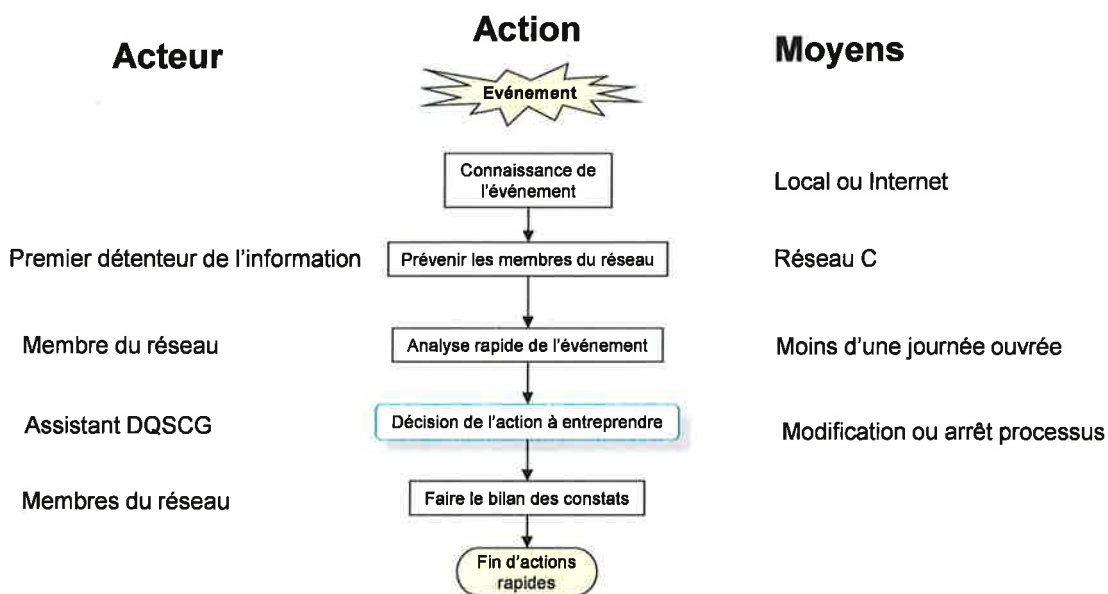 Acteur
Action
Moyens
Evénement
Connaissance de
l'événement
Local ou Internet
Premier détenteur de l'information
Prévenir les membres du réseau
Réseau C
Membre du réseau
Analyse rapide de l'événement
Moins d'une journée ouvrée
Assistant DQSCG
Décision de l'action à entreprendre
Modification ou arrêt processus
Membres du réseau
Faire le bilan des constats
Fin d'actions
rapides